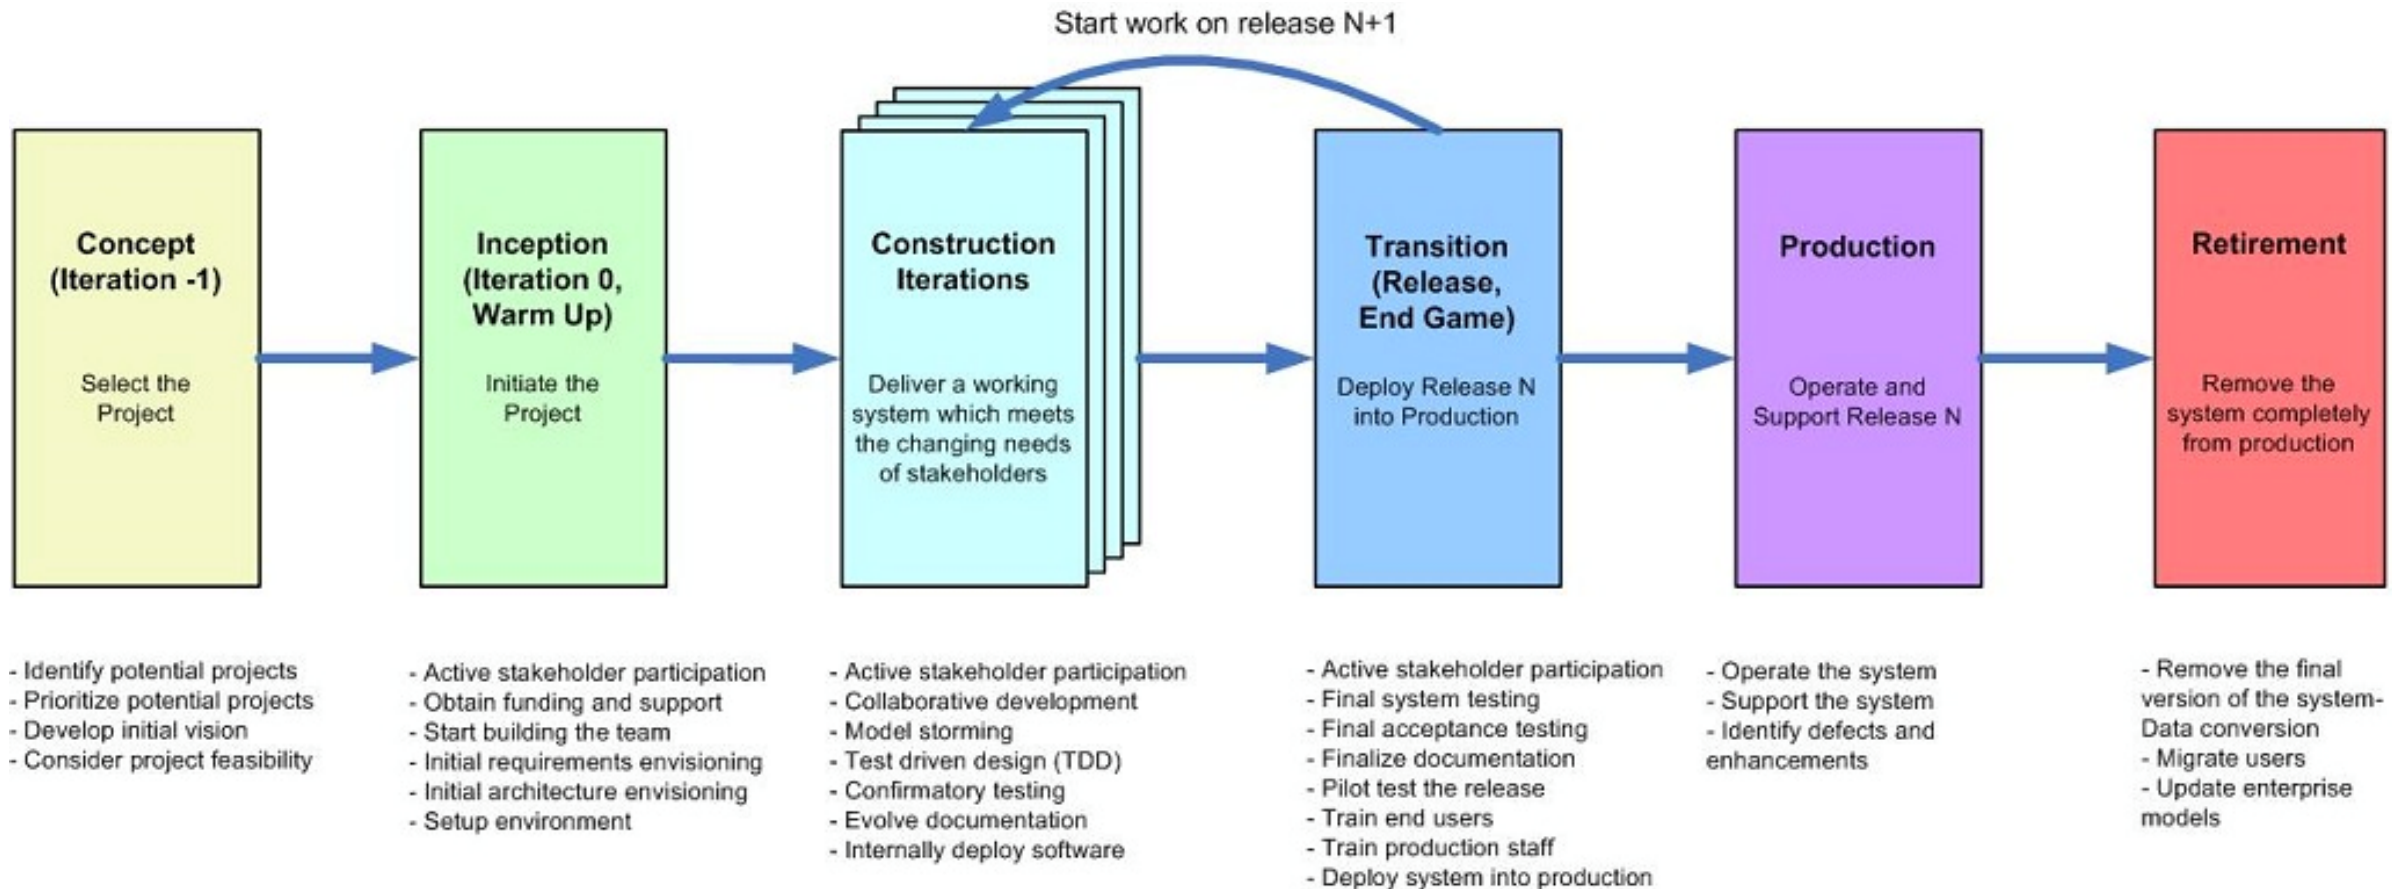 Start work on release N+1
Concept
(Iteration -1)
Select the
Project
Inception
(Iteration 0,
Warm Up)
Initiate the
Project
Construction
Iterations
Deliver a working
system which meets
the changing needs
of stakeholders
Transition
(Release,
End Game)
Deploy Release N
into Production
Production
Operate and
Support Release N
Retirement
Remove the
system completely
from production
- Identify potential projects
- Prioritize potential projects
- Develop initial vision
- Consider project feasibility
- Active stakeholder participation
- Obtain funding and support
- Start building the team
- Initial requirements envisioning
- Initial architecture envisioning
- Setup environment
- Active stakeholder participation
- Collaborative development
- Model storming
- Test driven design (TDD)
- Confirmatory testing
- Evolve documentation
- Internally deploy software
- Active stakeholder participation
- Final system testing
- Final acceptance testing
- Finalize documentation
- Pilot test the release
- Train end users
- Train production staff
- Deploy system into production
- Operate the system
- Support the system
- Identify defects and
enhancements
- Remove the final
version of the system-
Data conversion
- Migrate users
- Update enterprise
models